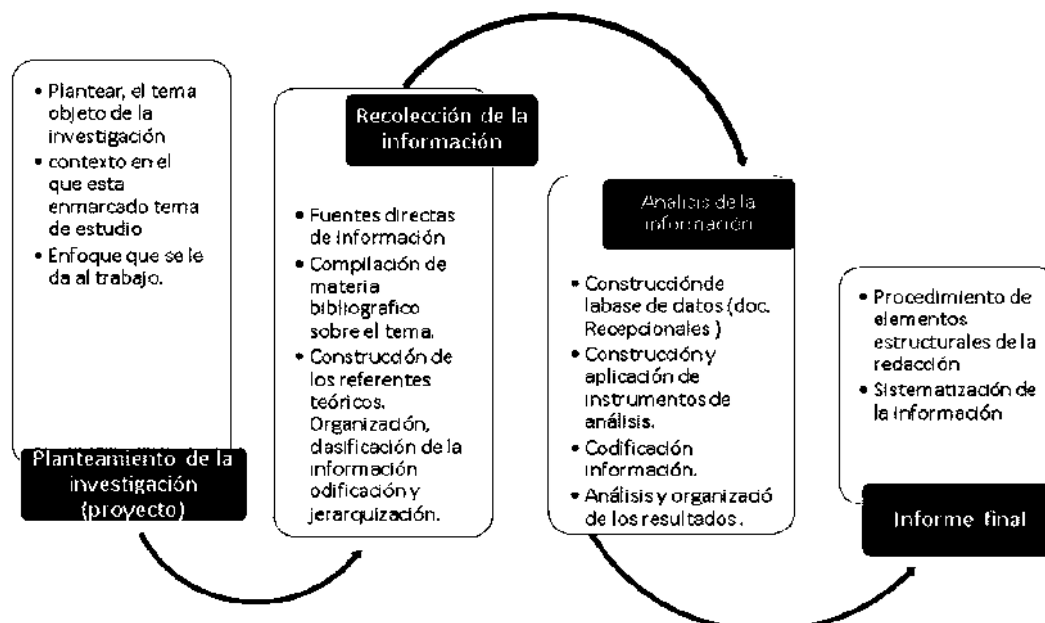 • Plantear, el tema
objeto de la
investigación
• contexto en el
que esta
enmarcado tema
de estudio
• Enfoque que se le
da al trabajo.
Planteamiento de la
investigación
(proyecto)
Recolección de la
información
• Fuentes directas
de información
• Compilación de
materia
bibliografico
sobre el tema.
• Construcción de
los referentes
teóricos.
Organización,
clasificación de la
información
odificación y
jerarquización.
Análisis de la
información
• Construcción de
labase de datos (doc.
Recepcionales )
• Construcción y
aplicación de
instrumentos de
análisis.
• Codificación
información.
• Análisis y organizació
de los resultados .
• Procedimiento de
elementos
estructurales de la
redacción
• Sistematización de
la información
Informe final